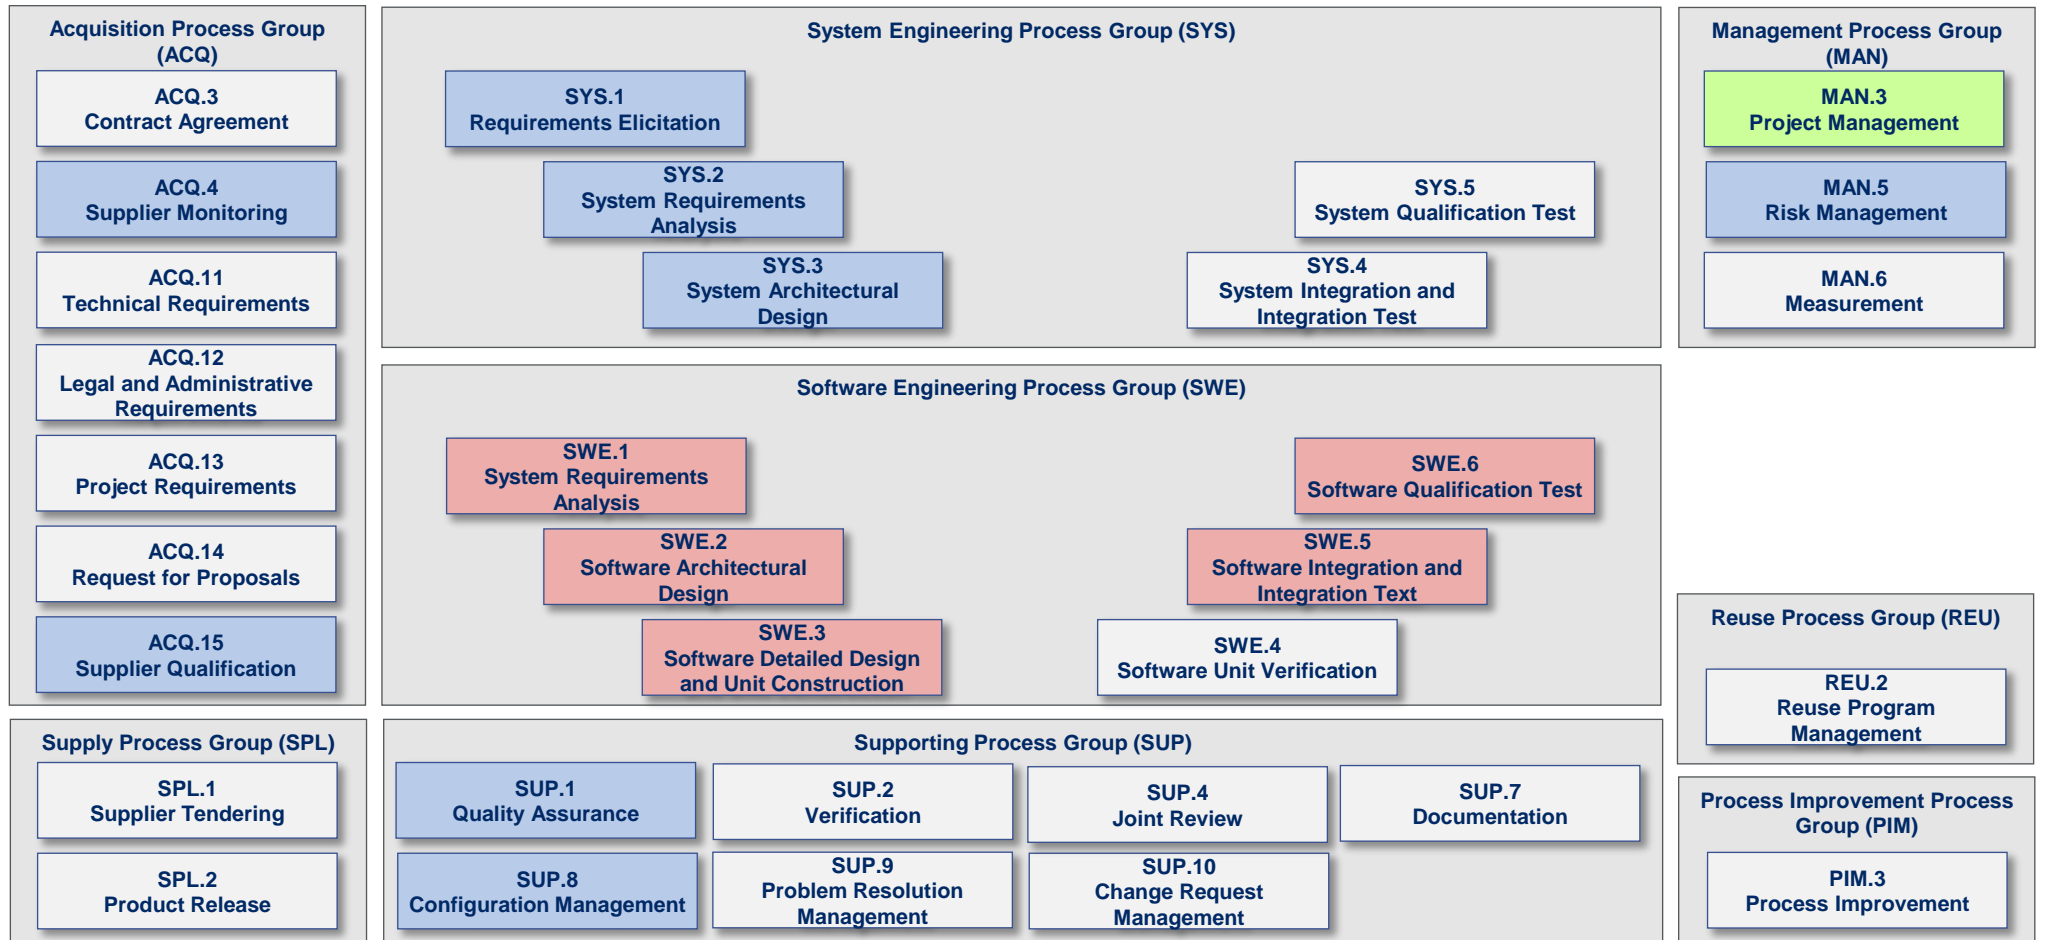 Acquisition Process Group
(ACQ)
ACQ.3
Contract Agreement
ACQ.4
Supplier Monitoring
ACQ.11
Technical Requirements
ACQ.12
Legal and Administrative
Requirements
ACQ.13
Project Requirements
ACQ.14
Request for Proposals
ACQ.15
Supplier Qualification
System Engineering Process Group (SYS)
SYS.1
Requirements Elicitation
SYS.2
System Requirements
Analysis
SYS.3
System Architectural
Design
SYS.5
System Qualification Test
SYS.4
System Integration and
Integration Test
Management Process Group
(MAN)
MAN.3
Project Management
MAN.5
Risk Management
MAN.6
Measurement
Software Engineering Process Group (SWE)
SWE.1
System Requirements
Analysis
SWE.2
Software Architectural
Design
SWE.3
Software Detailed Design
and Unit Construction
SWE.6
Software Qualification Test
SWE.5
Software Integration and
Integration Text
SWE.4
Software Unit Verification
Reuse Process Group (REU)
REU.2
Reuse Program
Management
Supply Process Group (SPL)
SPL.1
Supplier Tendering
SPL.2
Product Release
Supporting Process Group (SUP)
SUP.1
Quality Assurance
SUP.2
Verification
SUP.4
Joint Review
SUP.7
Documentation
SUP.8
Configuration Management
SUP.9
Problem Resolution
Management
SUP.10
Change Request
Management
Process Improvement Process
Group (PIM)
PIM.3
Process Improvement